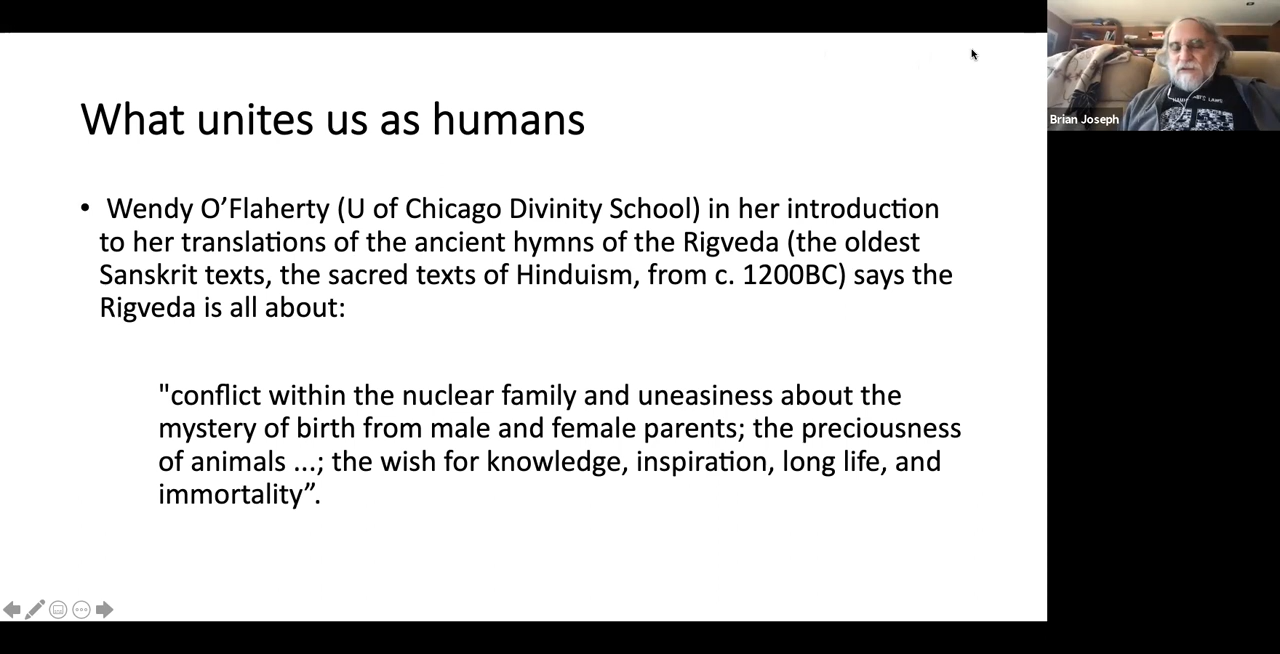 What unites us as humans
• Wendy O’Flaherty (U of Chicago Divinity School) in her introduction
to her translations of the ancient hymns of the Rigveda (the oldest
Sanskrit texts, the sacred texts of Hinduism, from c. 1200BC) says the
Rigveda is all about:
"conflict within the nuclear family and uneasiness about the
mystery of birth from male and female parents; the preciousness
of animals ...; the wish for knowledge, inspiration, long life, and
immortality”.
Brian Joseph
LAWS